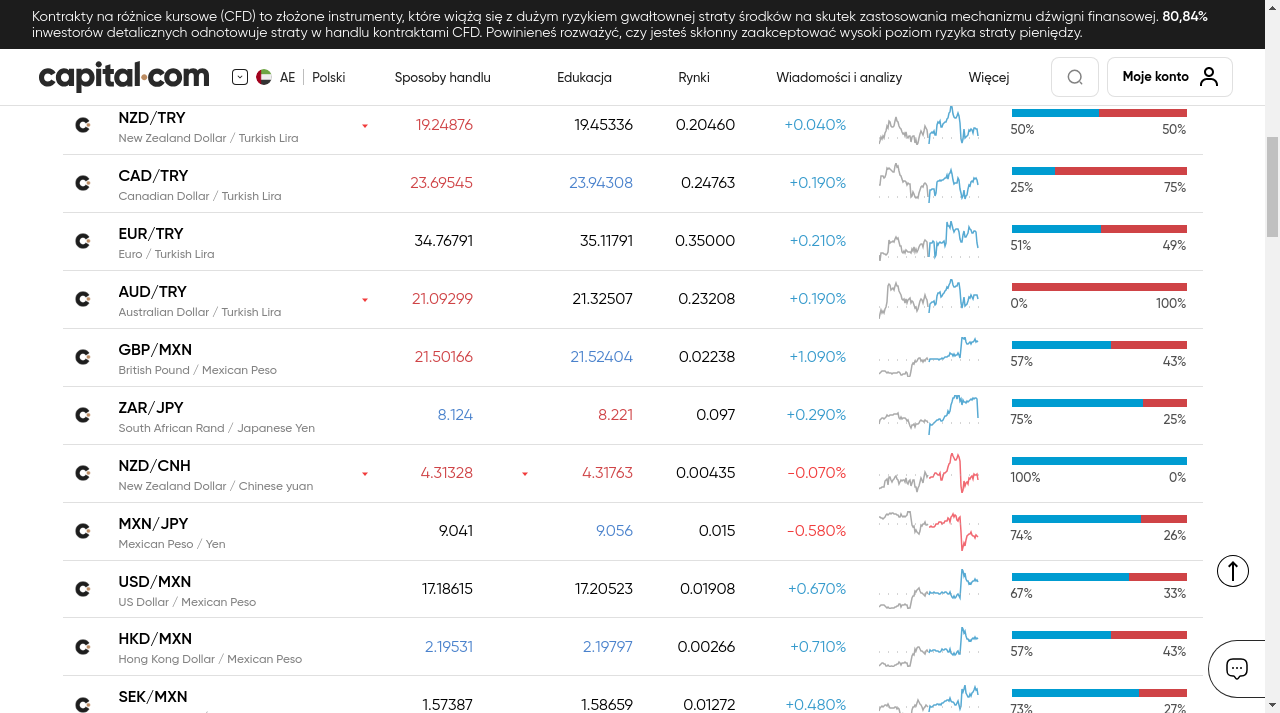 Kontrakty na różnice kursowe (CFD) to złożone instrumenty, które wiążą się z dużym ryzykiem gwałtownej straty środków na skutek zastosowania mechanizmu dźwigni finansowej. 80,84%
inwestorów detalicznych odnotowuje straty w handlu kontraktami CFD. Powinieneś rozważyć, czy jesteś skłonny zaakceptować wysoki poziom ryzyka straty pieniędzy.
capital.com AE Polski Sposoby handlu Edukacja Rynki Wiadomości i analizy Więcej Moje konto
NZD/TRY 19.24876 19.45336 0.20460 +0.040%
New Zealand Dollar / Turkish Lira 50% 50%
CAD/TRY 23.69545 23.94308 0.24763 +0.190%
Canadian Dollar / Turkish Lira 25% 75%
EUR/TRY 34.76791 35.11791 0.35000 +0.210%
Euro / Turkish Lira 51% 49%
AUD/TRY 21.09299 21.32507 0.23208 +0.190%
Australian Dollar / Turkish Lira 0% 100%
GBP/MXN 21.50166 21.52404 0.02238 +1.090%
British Pound / Mexican Peso 57% 43%
ZAR/JPY 8.124 8.221 0.097 +0.290%
South African Rand / Japanese Yen 75% 25%
NZD/CNH 4.31328 4.31763 0.00435 -0.070%
New Zealand Dollar / Chinese yuan 100% 0%
MXN/JPY 9.041 9.056 0.015 -0.580%
Mexican Peso / Yen 74% 26%
USD/MXN 17.18615 17.20523 0.01908 +0.670%
US Dollar / Mexican Peso 67% 33%
HKD/MXN 2.19531 2.19797 0.00266 +0.710%
Hong Kong Dollar / Mexican Peso 57% 43%
SEK/MXN 1.57387 1.58659 0.01272 +0.480%
73% 27%